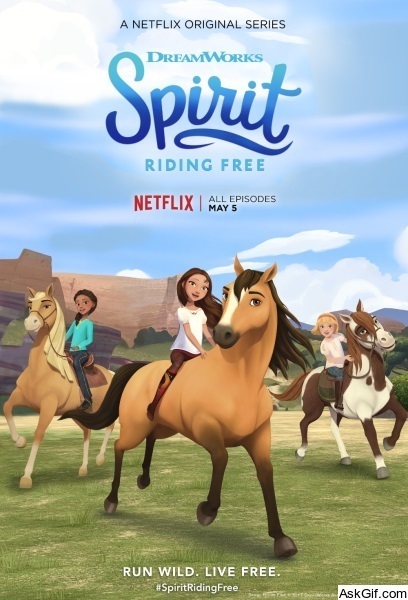 A NETFLIX ORIGINAL SERIES
DREAMWORKS
Spirit
RIDING FREE
NETFLIX | ALL EPISODES
MAY 5
RUN WILD. LIVE FREE.
#SpiritRidingFree
AskGif.com